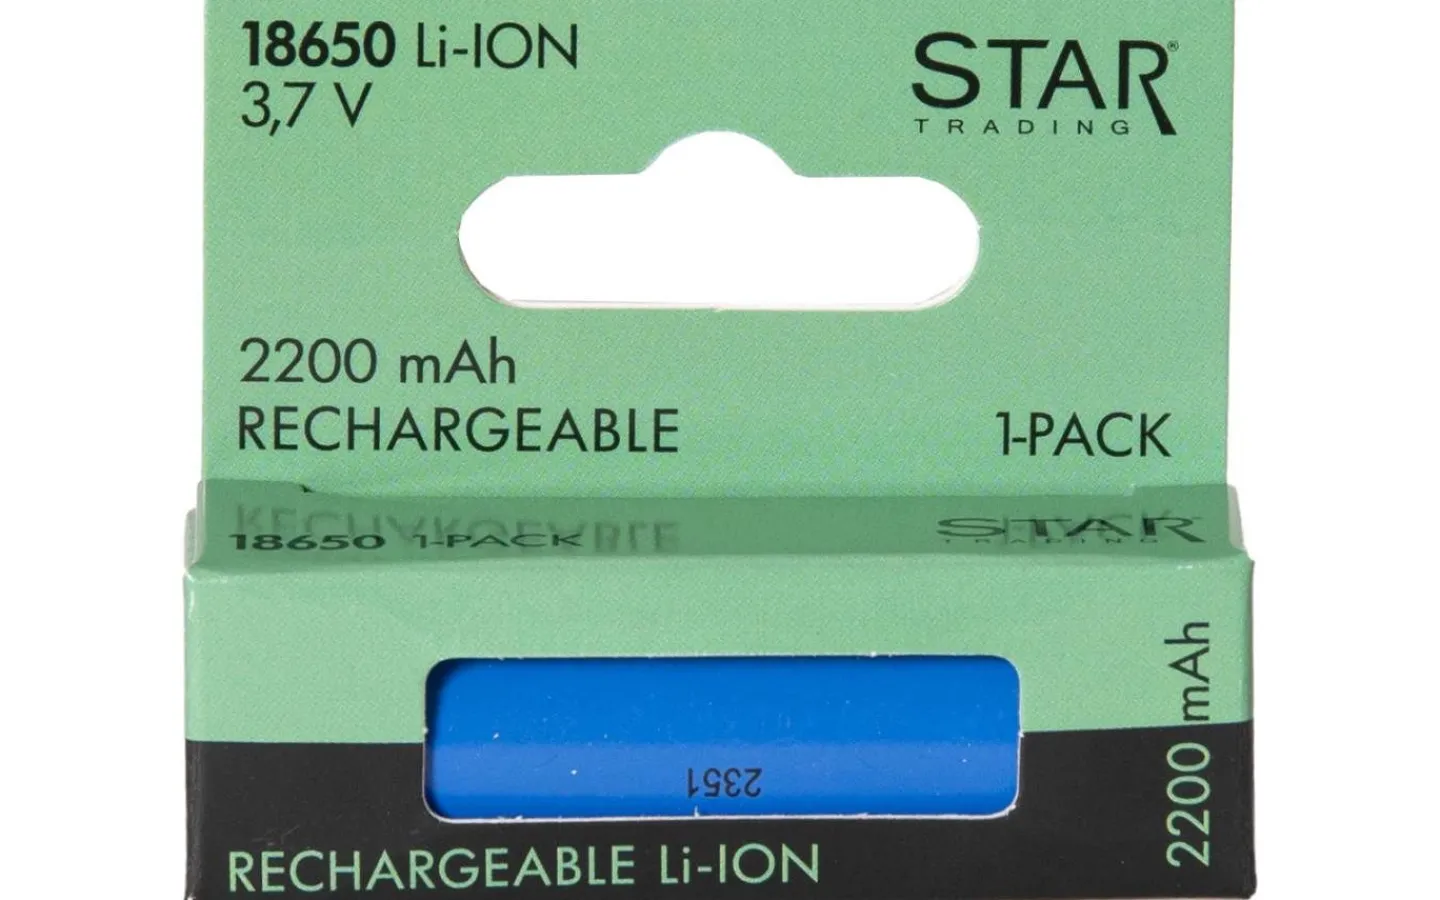 18650 Li-ION
3,7 V
STAR®
TRADING
2200 mAh
RECHARGEABLE
1-PACK
18650 1-PACK
STAR
TRADING
2200 mAh
2351
RECHARGEABLE Li-ION